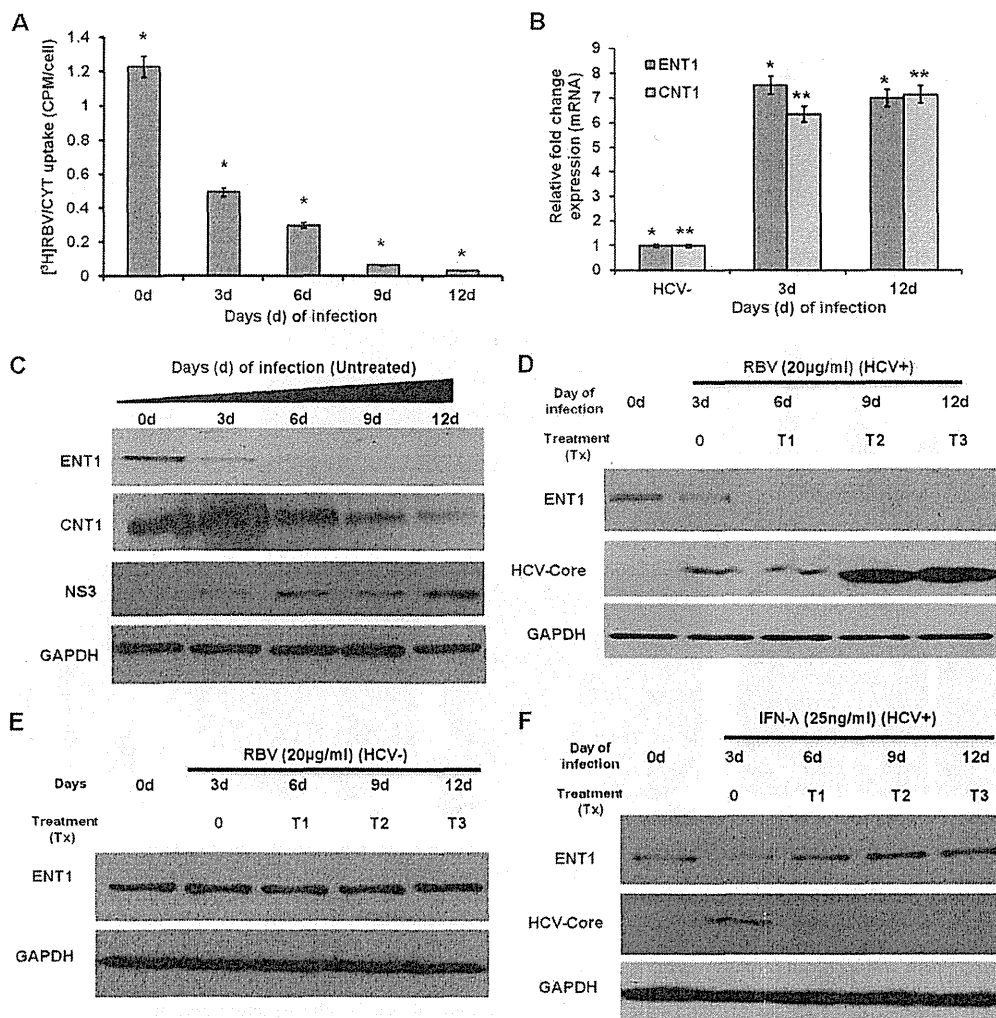 A
[³H]RBV/CYT uptake (CPM/cell)
1.4
1.2
1
0.8
0.6
0.4
0.2
0
*
*
*
*
*
0d 3d 6d 9d 12d
Days (d) of infection
B
Relative fold change
expression (mRNA)
9
8
7
6
5
4
3
2
1
0
ENT1
CNT1
* **
* **
* **
HCV- 3d 12d
Days (d) of infection
C
Days (d) of infection (Untreated)
0d 3d 6d 9d 12d
ENT1
CNT1
NS3
GAPDH
D
RBV (20µg/ml) (HCV+)
Day of
infection
0d 3d 6d 9d 12d
Treatment
(Tx)
0 T1 T2 T3
ENT1
HCV-Core
GAPDH
E
RBV (20µg/ml) (HCV-)
Days 0d 3d 6d 9d 12d
Treatment
(Tx)
0 T1 T2 T3
ENT1
GAPDH
F
IFN-λ (25ng/ml) (HCV+)
Day of
infection
0d 3d 6d 9d 12d
Treatment
(Tx)
0 T1 T2 T3
ENT1
HCV-Core
GAPDH